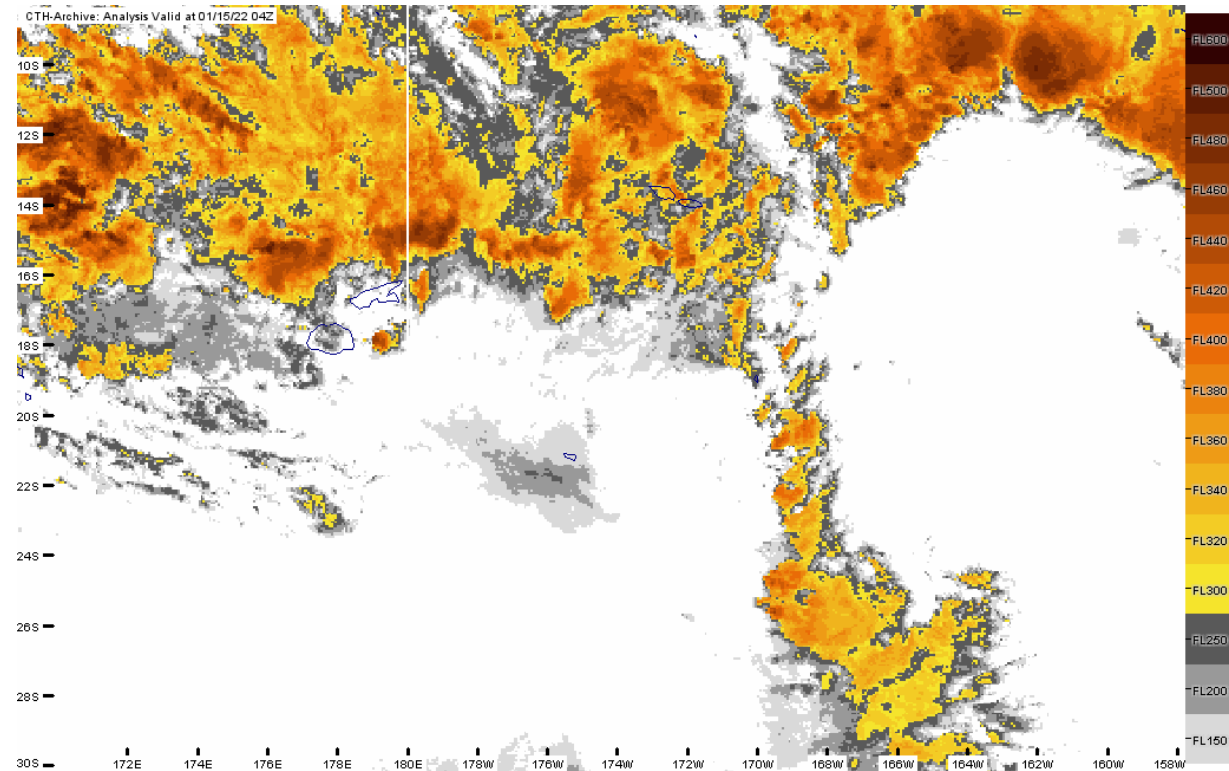 CTH-Archive: Analysis Valid at 01/15/22 04Z
10S
12S
14S
16S
18S
20S
22S
24S
26S
28S
30S
172E
174E
176E
178E
180E
178W
176W
174W
172W
170W
168W
166W
164W
162W
160W
158W
FL600
FL500
FL480
FL460
FL440
FL420
FL400
FL380
FL360
FL340
FL320
FL300
FL250
FL200
FL150